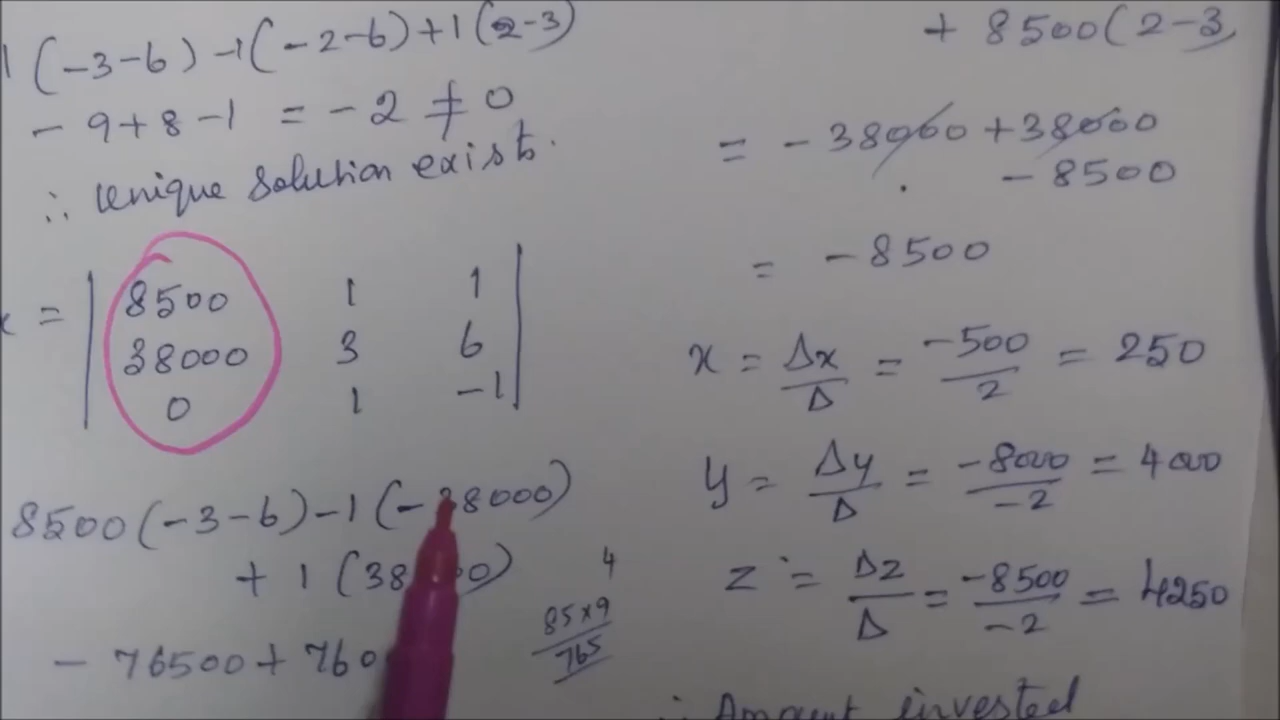 1 (-3-6) -1(-2-6)+1(2-3)
- 9+8-1 = -2 ≠ 0
∴ Unique Solution exists.
= | 8500 1 1 |
| 38000 3 6 |
| 0 1 -1 |
8500(-3-6)-1(-38000)
+ 1(38000)
- 76500 + 760
4
85×9
765
+ 8500(2-3
= - 38000 + 38000
- 8500
= - 8500
x = Δx/Δ = -500/2 = 250
y = Δy/Δ = -8000/-2 = 4000
z = Δz/Δ = -8500/-2 = 4250
∴ Amount invested